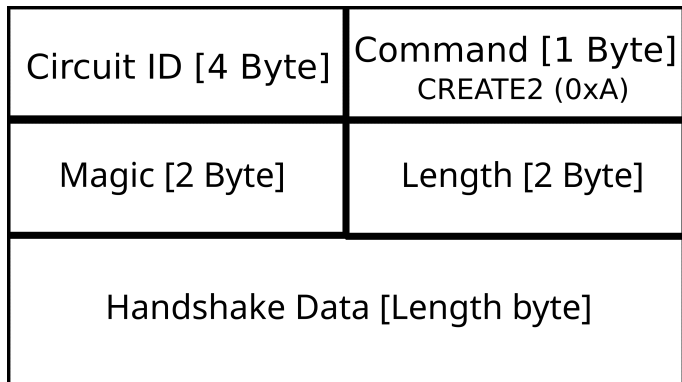 Circuit ID [4 Byte]
Command [1 Byte]
CREATE2 (0xA)
Magic [2 Byte]
Length [2 Byte]
Handshake Data [Length byte]